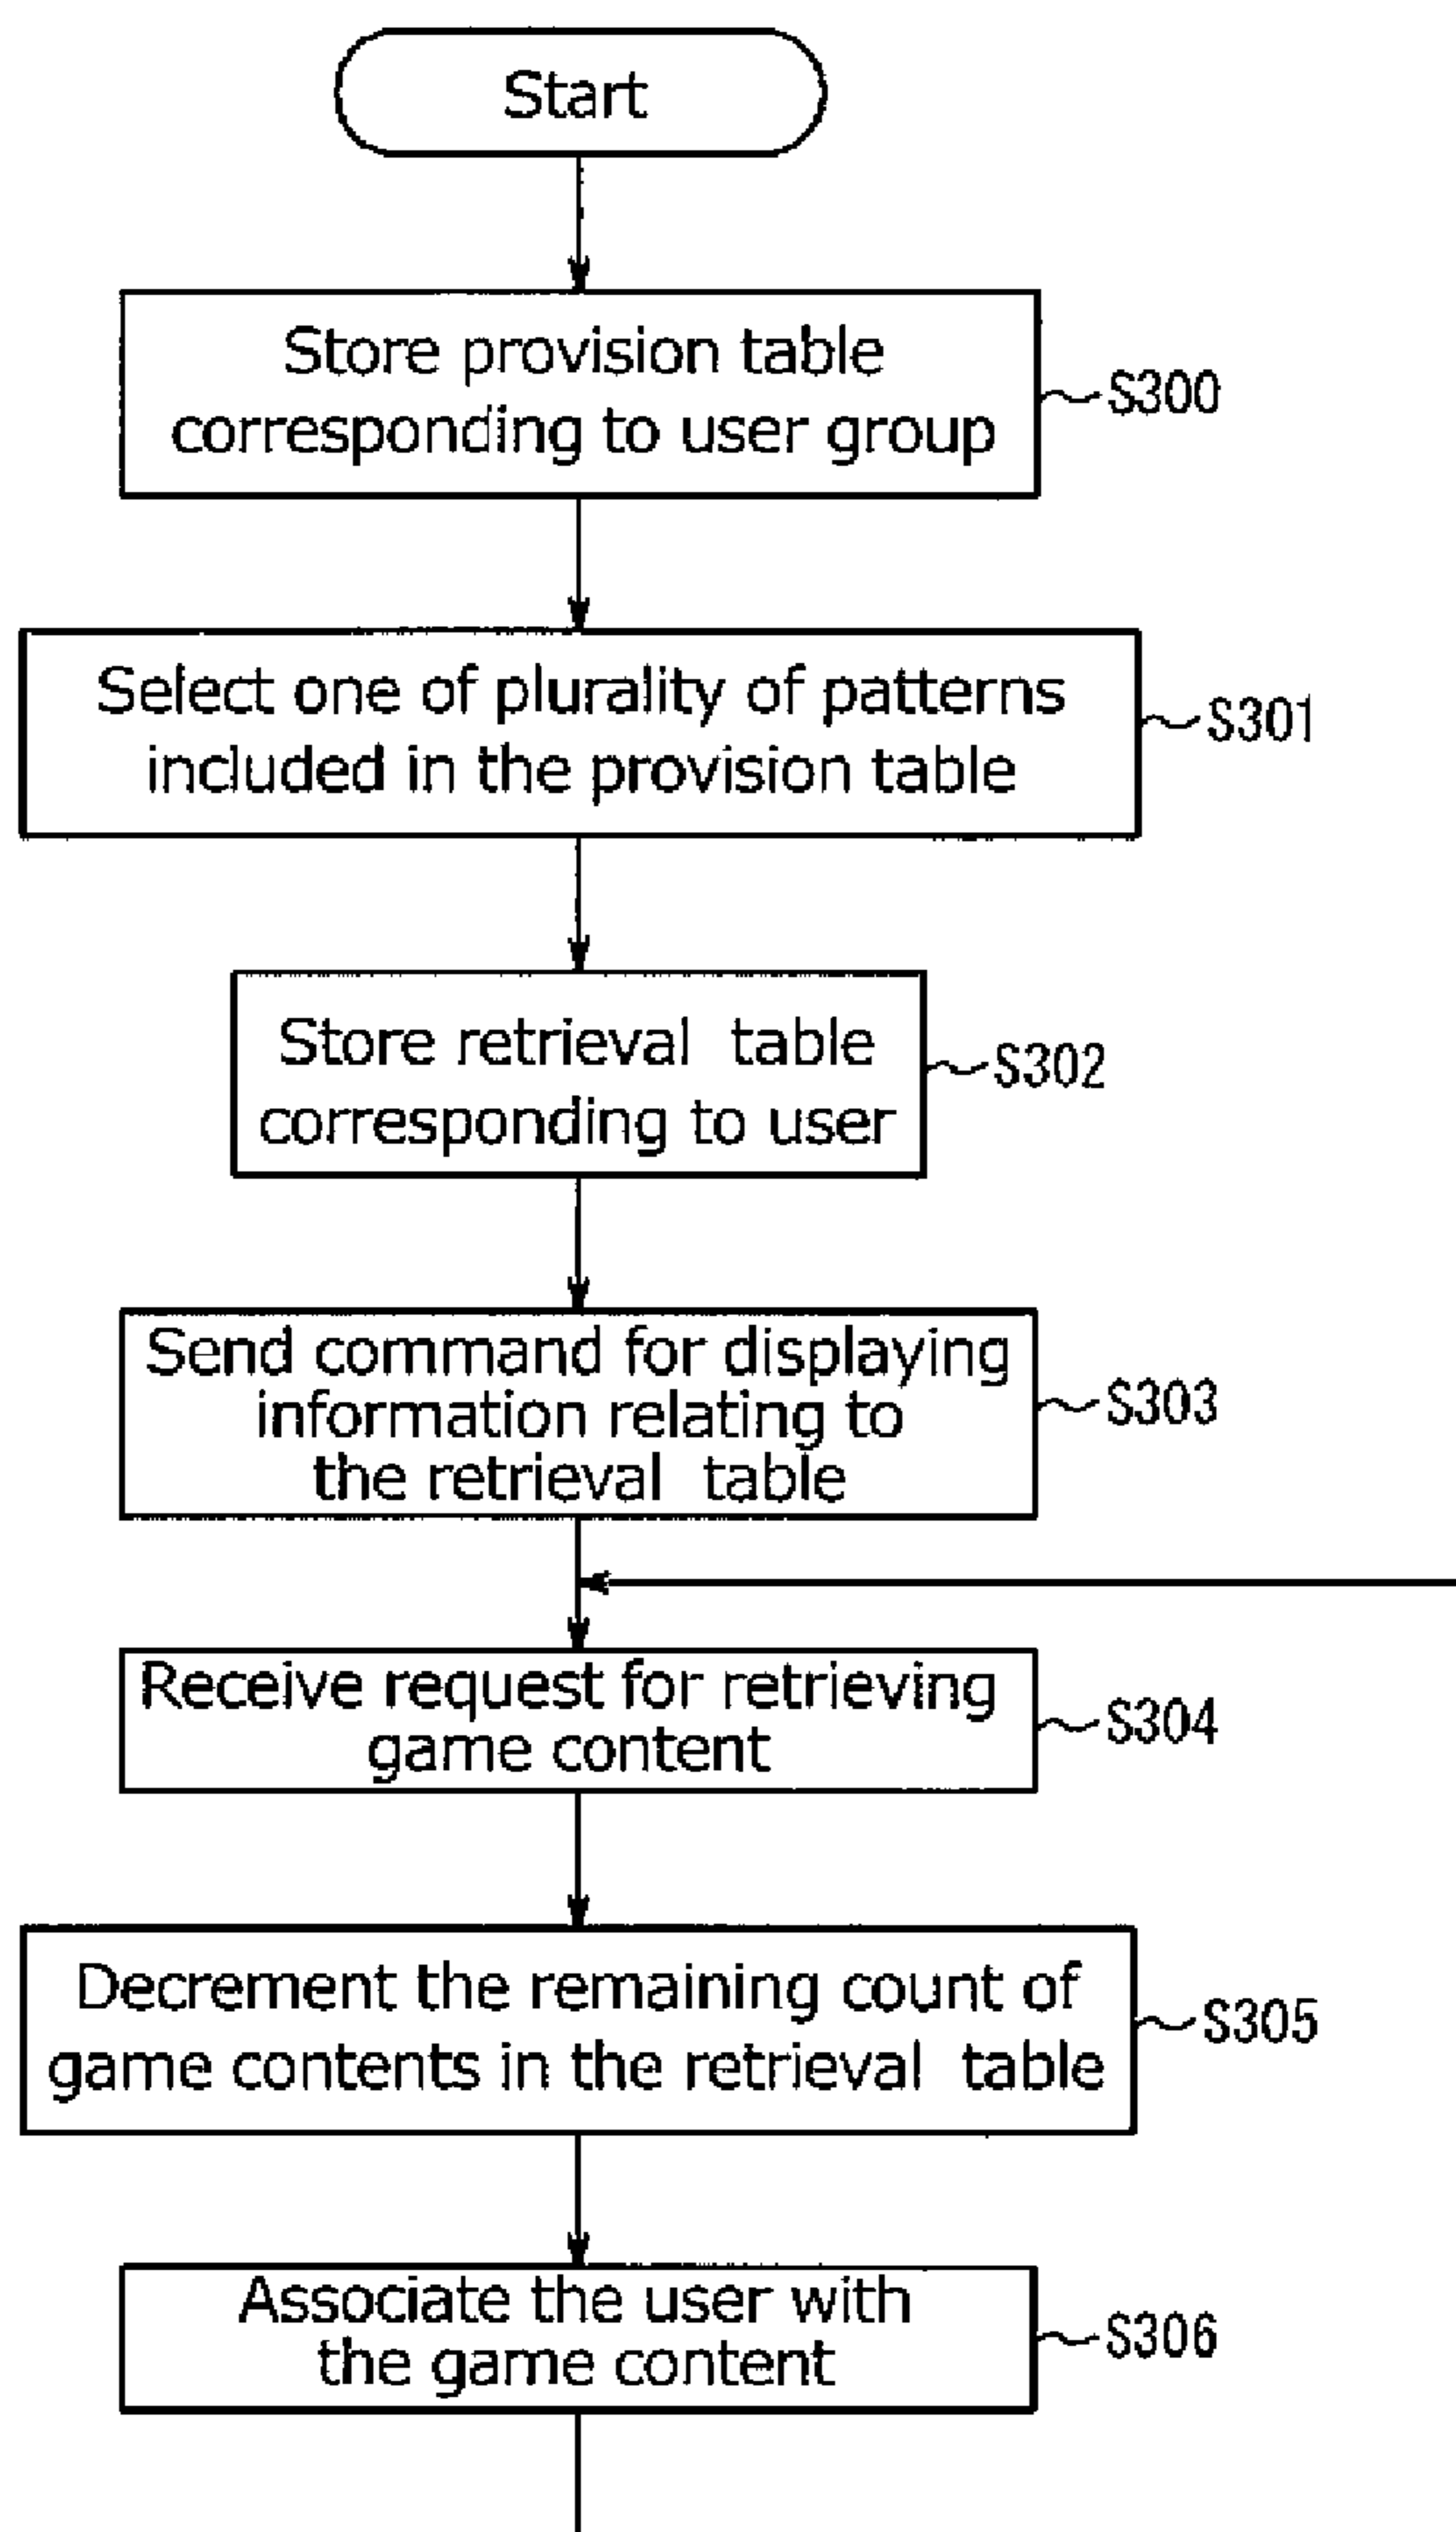 Start
Store provision table
corresponding to user group
S300
Select one of plurality of patterns
included in the provision table
S301
Store retrieval table
corresponding to user
S302
Send command for displaying
information relating to
the retrieval table
S303
Receive request for retrieving
game content
S304
Decrement the remaining count of
game contents in the retrieval table
S305
Associate the user with
the game content
S306